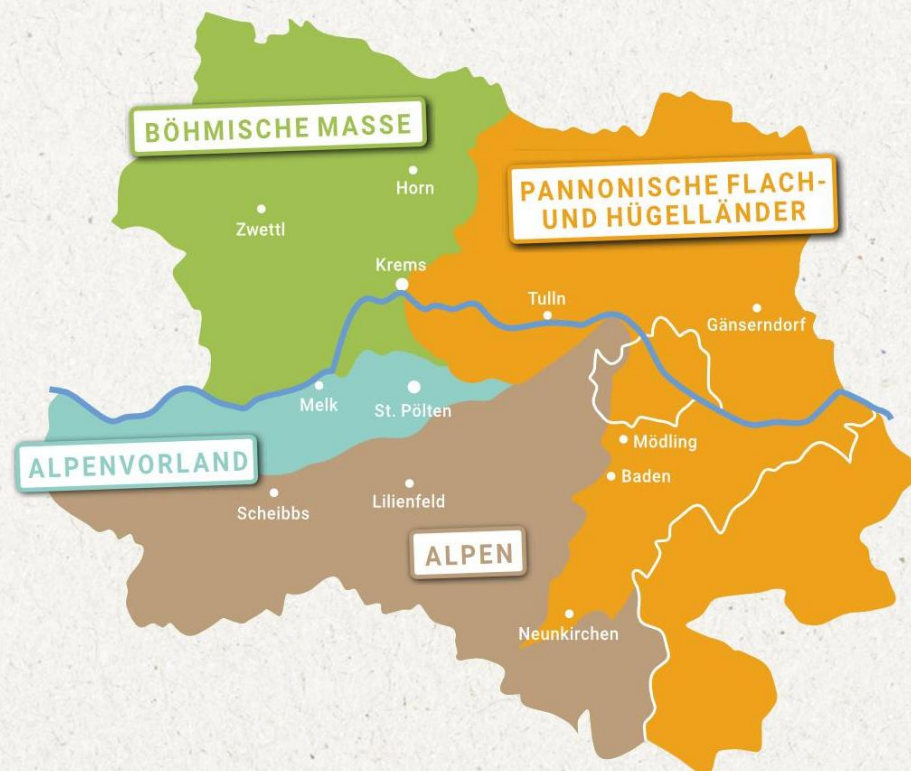 BÖHMISCHE MASSE
Horn
PANNONISCHE FLACH-
UND HÜGELLÄNDER
Zwettl
Krems
Tulln
Gänserndorf
Melk
St. Pölten
Mödling
ALPENVORLAND
Baden
Scheibbs
Lilienfeld
ALPEN
Neunkirchen